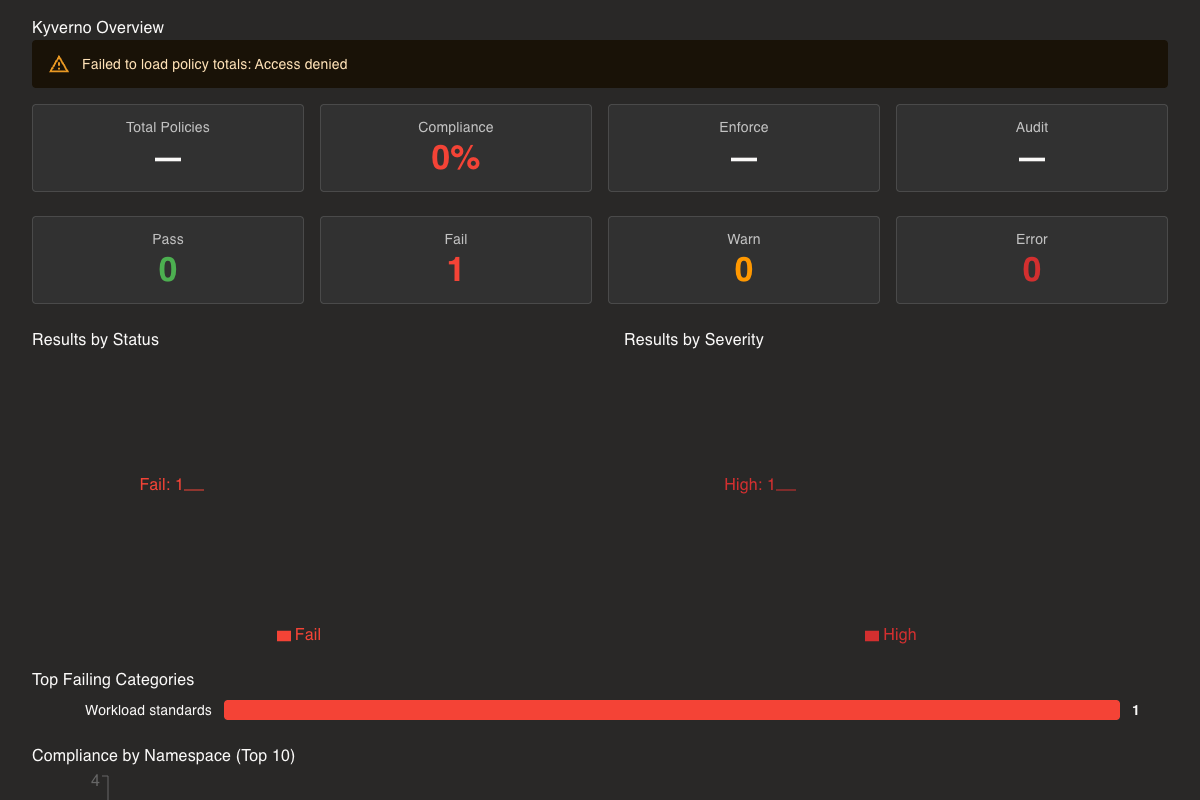 Kyverno Overview
Failed to load policy totals: Access denied
Total Policies
—
Compliance
0%
Enforce
—
Audit
—
Pass
0
Fail
1
Warn
0
Error
0
Results by Status
Results by Severity
Fail: 1
High: 1
Fail
High
Top Failing Categories
Workload standards
1
Compliance by Namespace (Top 10)
4